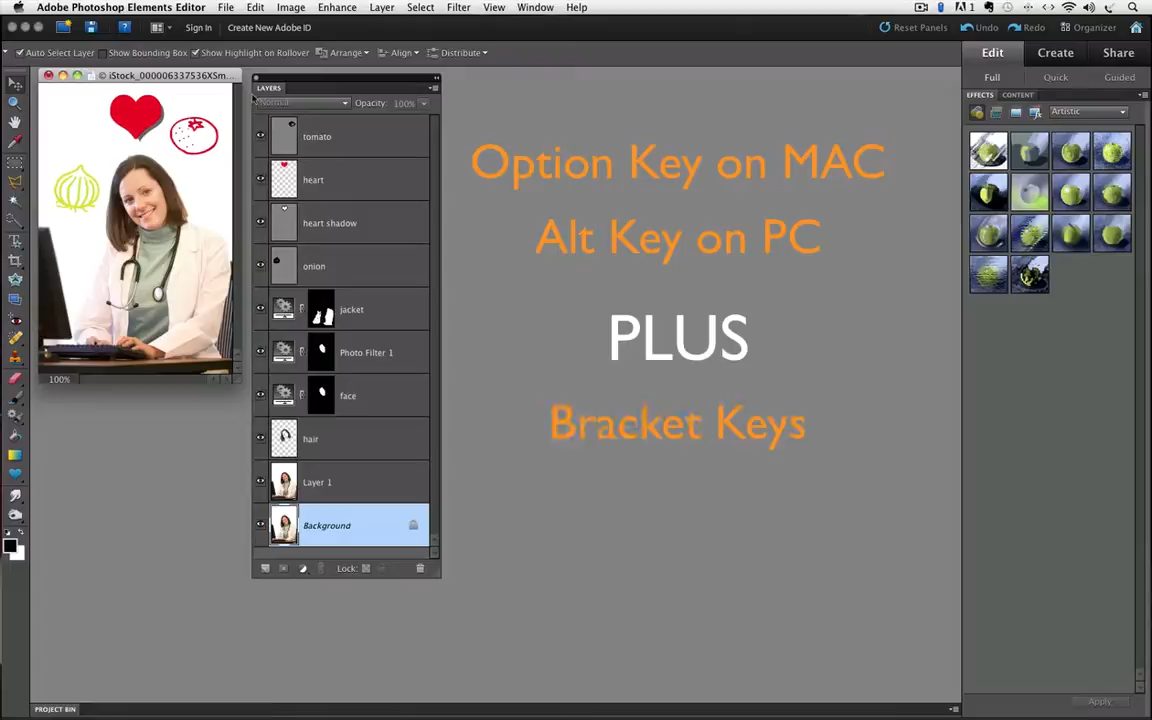 Adobe Photoshop Elements Editor File Edit Image Enhance Layer Select Filter View Window Help
Sign In Create New Adobe ID Reset Panels Undo Redo Organizer
Auto Select Layer Show Bounding Box Show Highlight on Rollover Arrange Align Distribute
Edit Create Share
Full Quick Guided
© iStock_000006337536XSm...
LAYERS
Normal Opacity: 100%
EFFECTS CONTENT
Artistic
tomato
heart
heart shadow
onion
jacket
Photo Filter 1
face
hair
Layer 1
Background
Lock:
100%
Option Key on MAC
Alt Key on PC
PLUS
Bracket Keys
Apply
PROJECT BIN